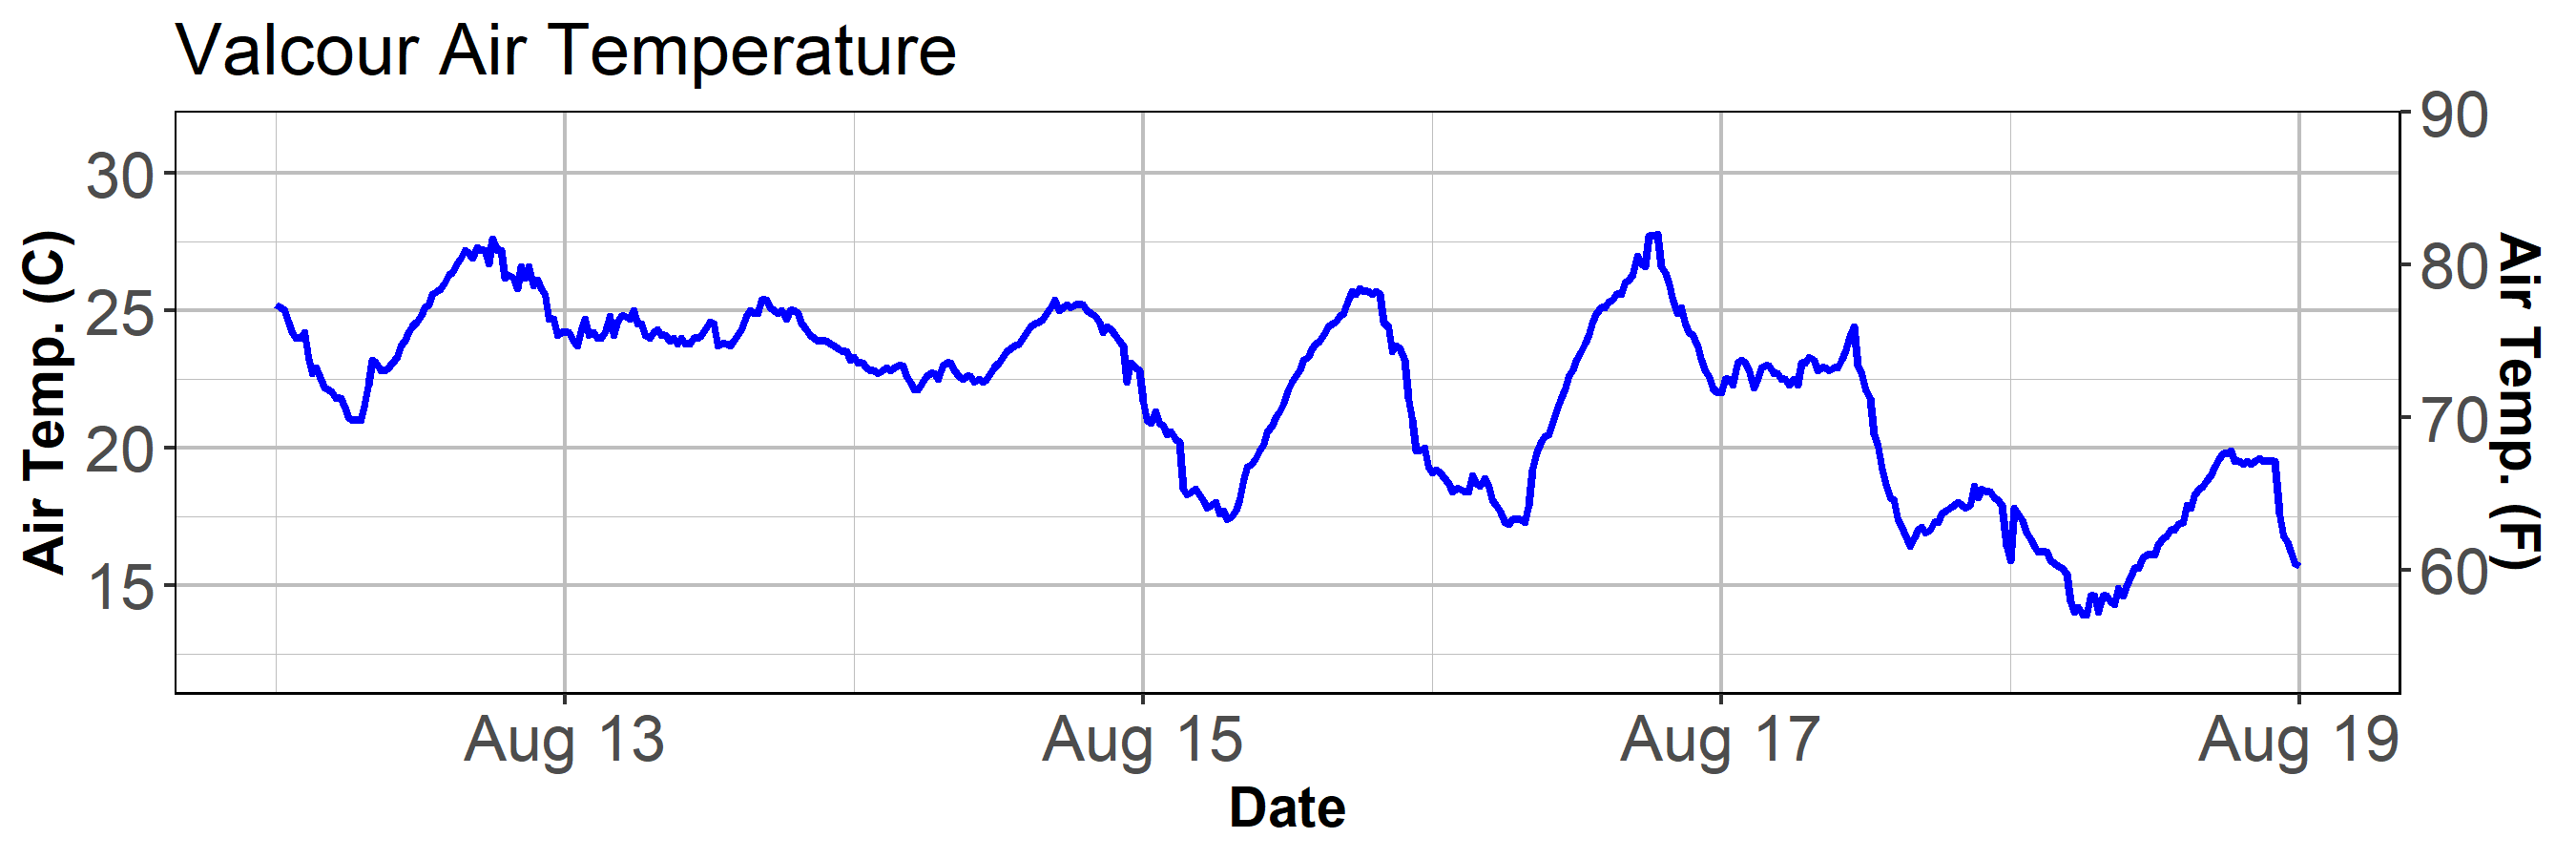 Valcour Air Temperature
Air Temp. (C)
30
25
20
15
90
80
70
60
Air Temp. (F)
Aug 13
Aug 15
Aug 17
Aug 19
Date